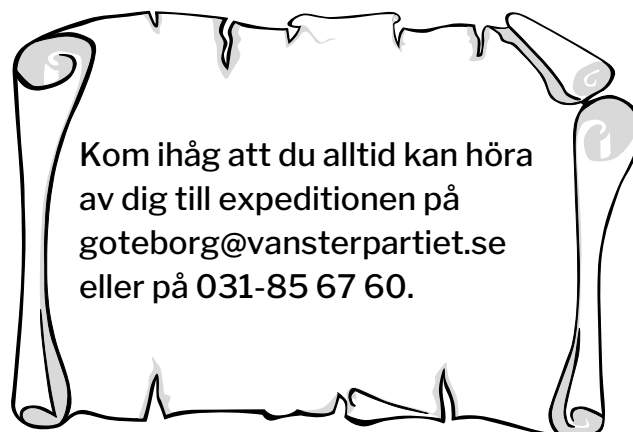 Kom ihåg att du alltid kan höra
av dig till expeditionen på
goteborg@vansterpartiet.se
eller på 031-85 67 60.